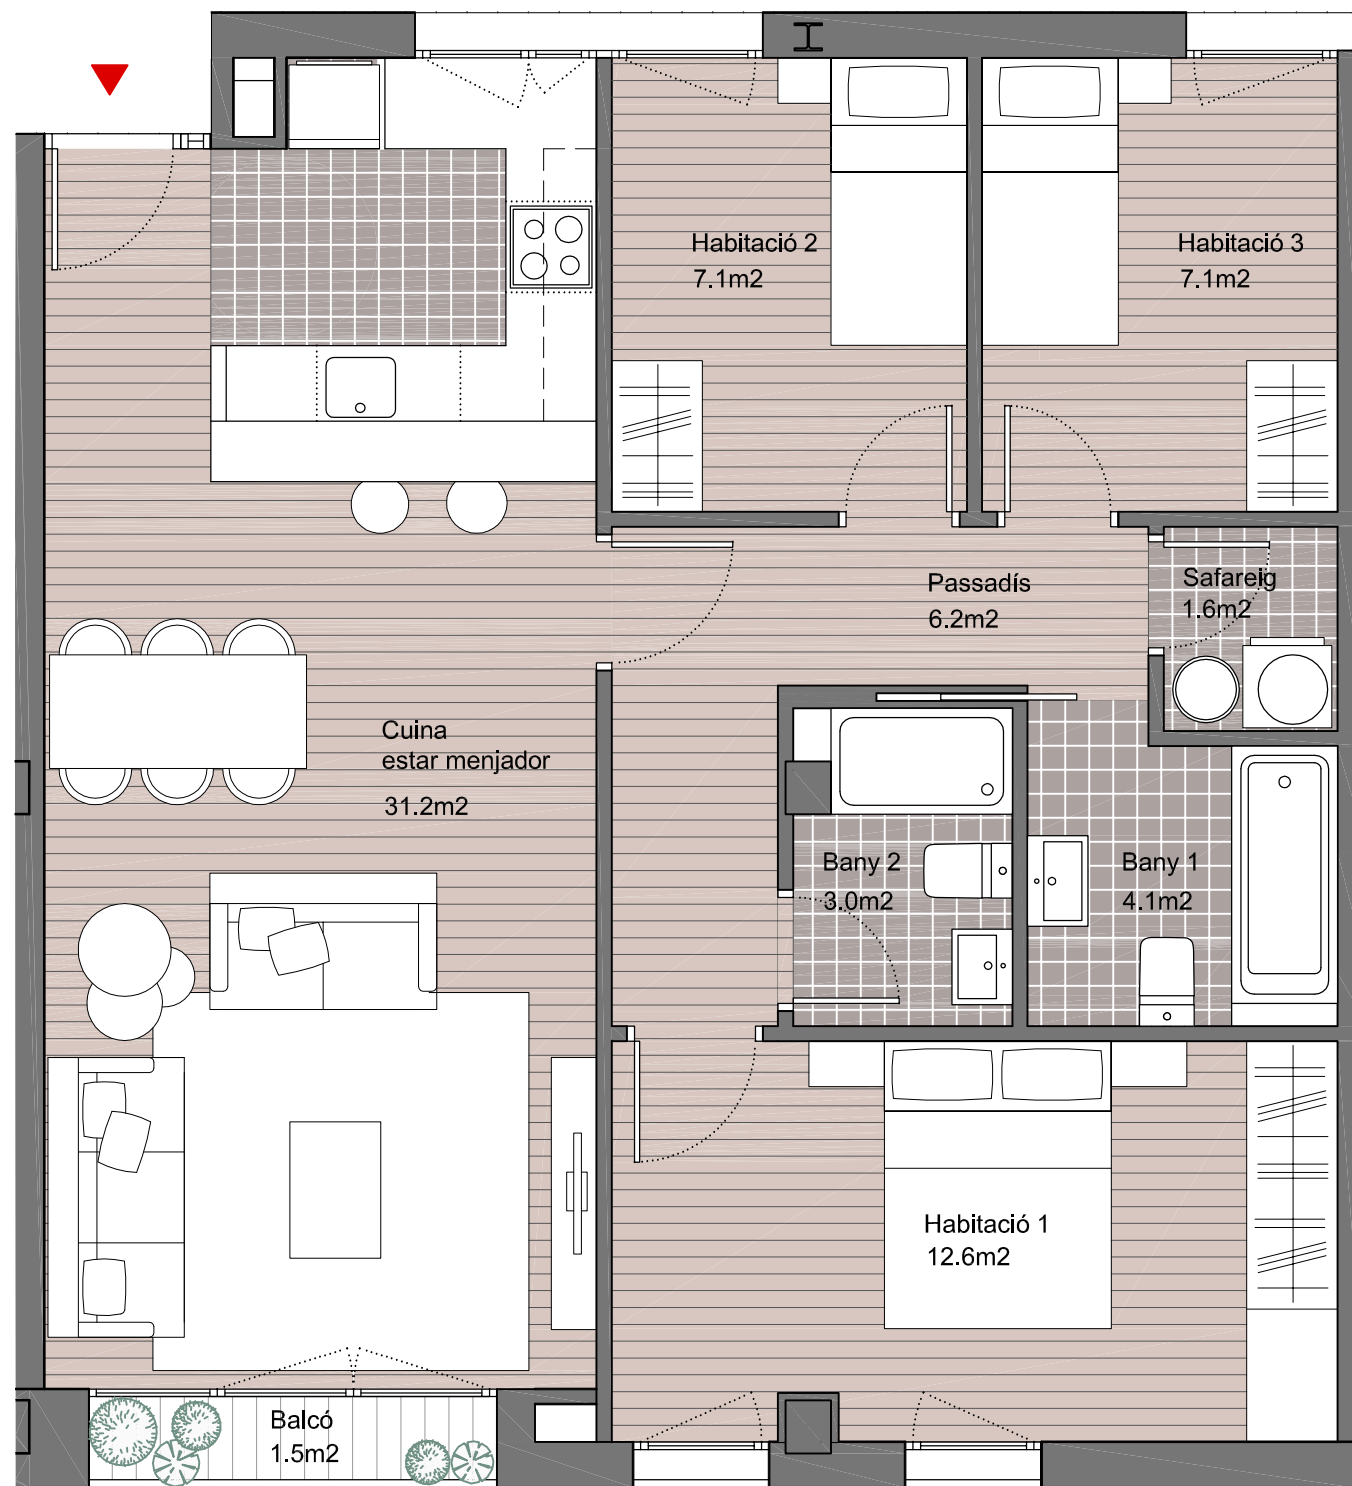 Habitació 2
7.1m2
Habitació 3
7.1m2
Passadís
6.2m2
Safareig
1.6m2
Cuina
estar menjador
31.2m2
Bany 2
3.0m2
Bany 1
4.1m2
Habitació 1
12.6m2
Balcó
1.5m2